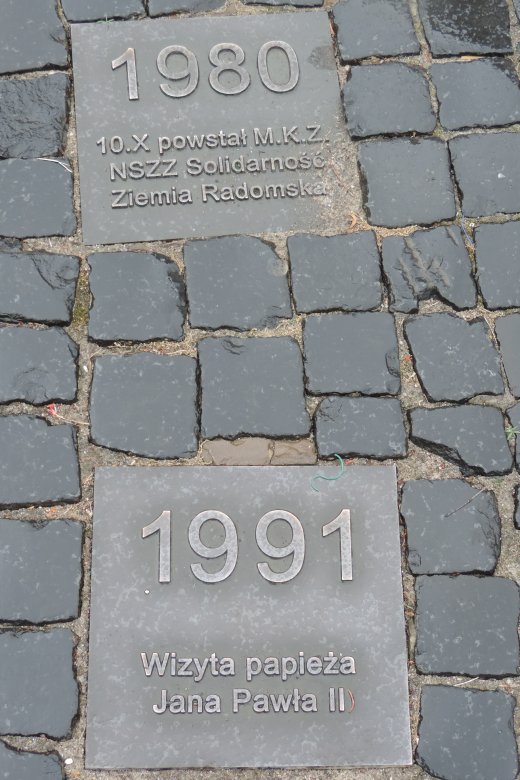 1980
10.X powstał M.K.Z.
NSZZ Solidarność
Ziemia Radomska
1991
Wizyta papieża
Jana Pawła II